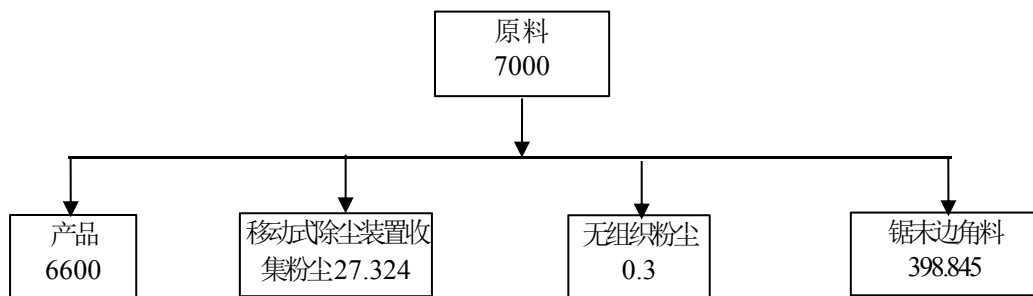 原料
7000
产品
6600
移动式除尘装置收
集粉尘27.324
无组织粉尘
0.3
锯末边角料
398.845